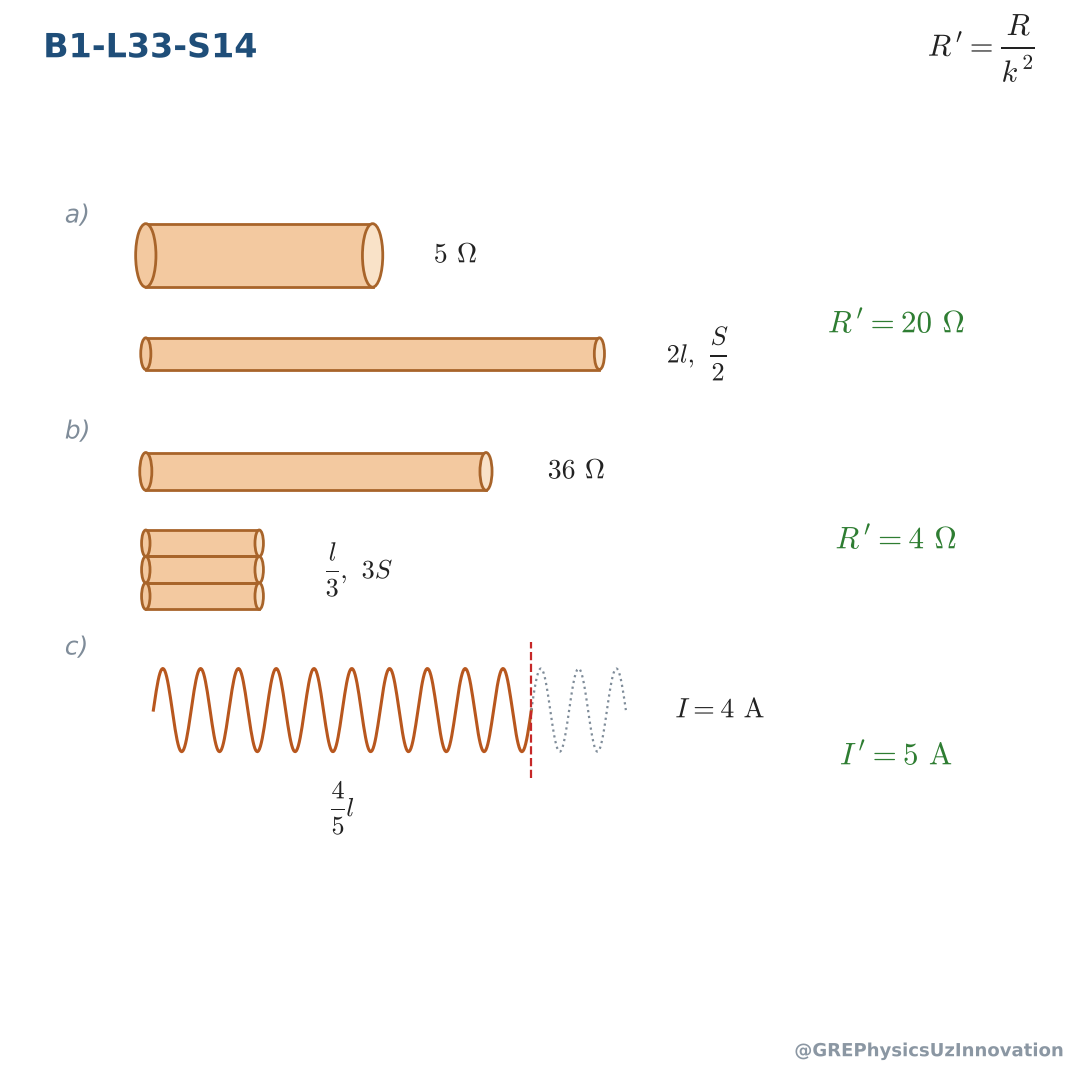 B1-L33-S14
R' = R/k²
a)
5 Ω
R' = 20 Ω
2l, S/2
b)
36 Ω
R' = 4 Ω
l/3, 3S
c)
I = 4 A
I' = 5 A
4/5 l
@GREPhysicsUzInnovation